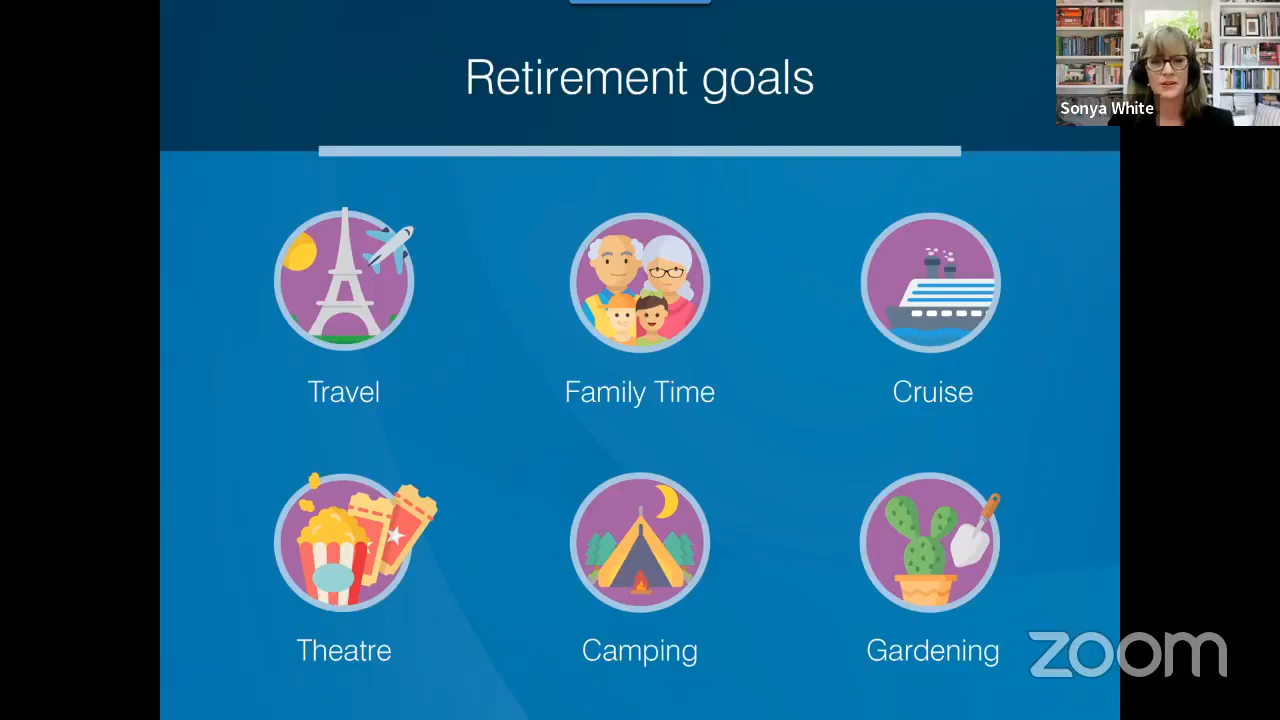 Retirement goals
Sonya White
Travel
Family Time
Cruise
Theatre
Camping
Gardening
zoom